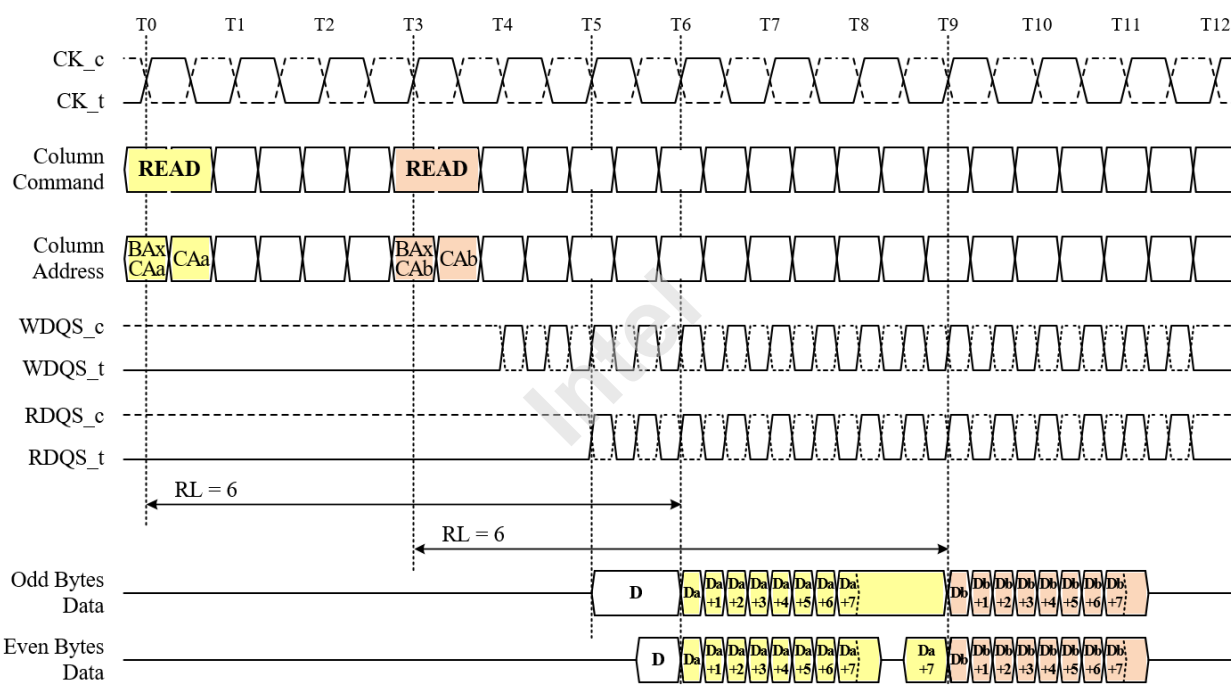 T0 T1 T2 T3 T4 T5 T6 T7 T8 T9 T10 T11 T12
CK_c
CK_t
Column
Command
READ READ
Column
Address
BAx
CAa
CAa
BAx
CAb
CAb
WDQS_c
WDQS_t
RDQS_c
RDQS_t
Intel
RL = 6
RL = 6
Odd Bytes
Data
D Da Da +1 Da +2 Da +3 Da +4 Da +5 Da +6 Da +7 Db Db +1 Db +2 Db +3 Db +4 Db +5 Db +6 Db +7
Even Bytes
Data
D Da Da +1 Da +2 Da +3 Da +4 Da +5 Da +6 Da +7 Da +7 Db Db +1 Db +2 Db +3 Db +4 Db +5 Db +6 Db +7